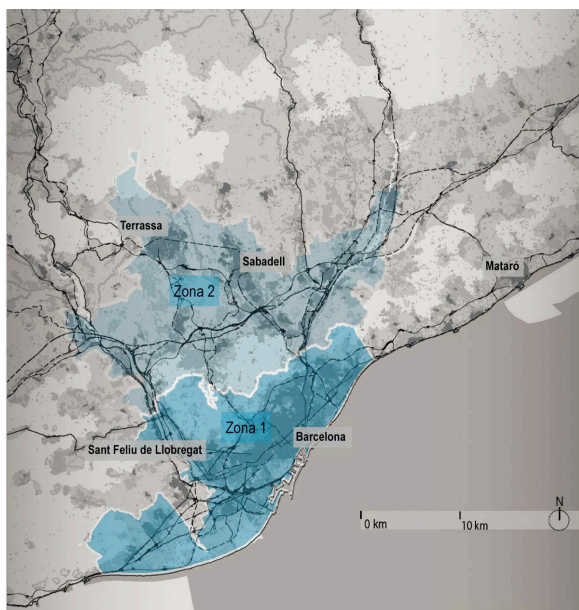 Terrassa
Sabadell
Mataró
Zona 2
Zona 1
Barcelona
Sant Feliu de Llobregat
N
0 km
10 km